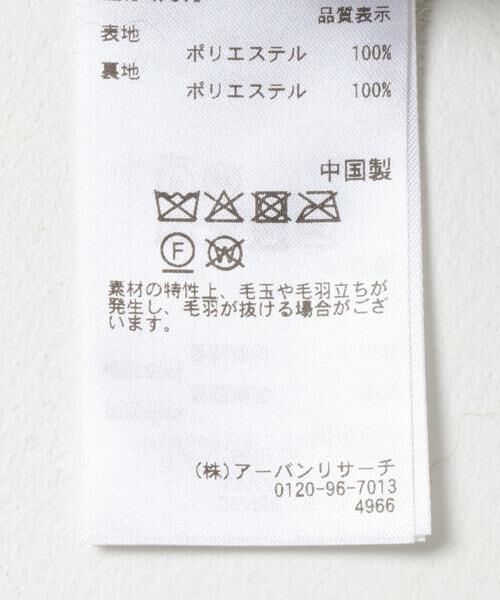 品質表示
表地
ポリエステル 100%
裏地
ポリエステル 100%
中国製
F W
素材の特性上、毛玉や毛羽立ちが
発生し、毛羽が抜ける場合がござ
います。
(株)アーバンリサーチ
0120-96-7013
4966